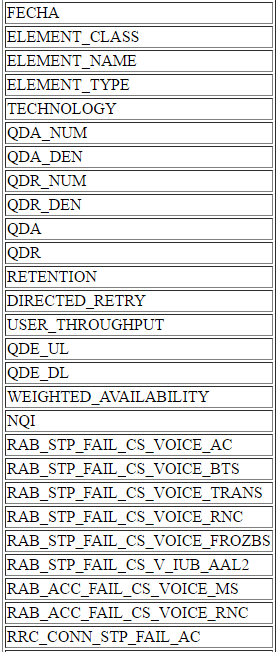 FECHA
ELEMENT_CLASS
ELEMENT_NAME
ELEMENT_TYPE
TECHNOLOGY
QDA_NUM
QDA_DEN
QDR_NUM
QDR_DEN
QDA
QDR
RETENTION
DIRECTED_RETRY
USER_THROUGHPUT
QDE_UL
QDE_DL
WEIGHTED_AVAILABILITY
NQI
RAB_STP_FAIL_CS_VOICE_AC
RAB_STP_FAIL_CS_VOICE_BTS
RAB_STP_FAIL_CS_VOICE_TRANS
RAB_STP_FAIL_CS_VOICE_RNC
RAB_STP_FAIL_CS_VOICE_FROZBS
RAB_STP_FAIL_CS_V_IUB_AAL2
RAB_ACC_FAIL_CS_VOICE_MS
RAB_ACC_FAIL_CS_VOICE_RNC
RRC_CONN_STP_FAIL_AC